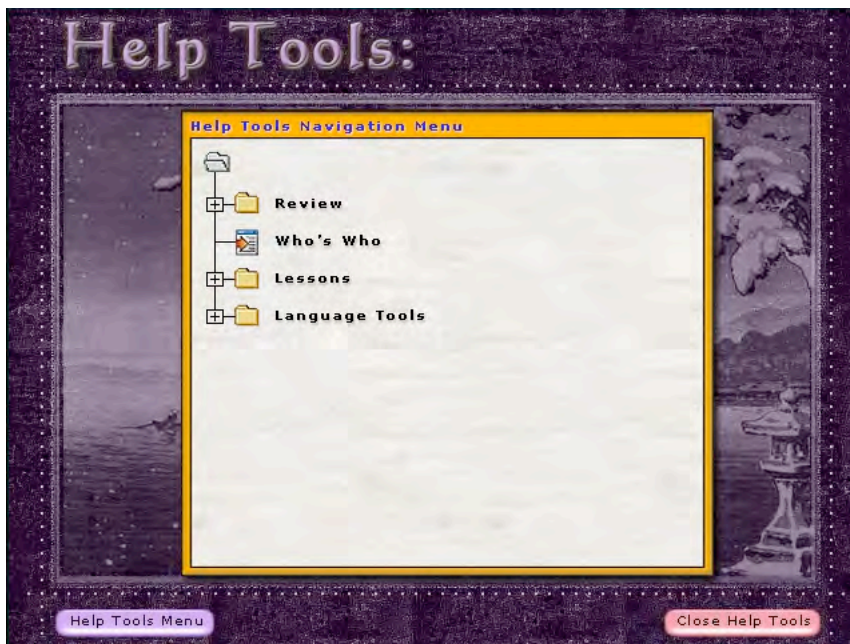 Help Tools:
Help Tools Navigation Menu
Review
Who's Who
Lessons
Language Tools
Help Tools Menu
Close Help Tools